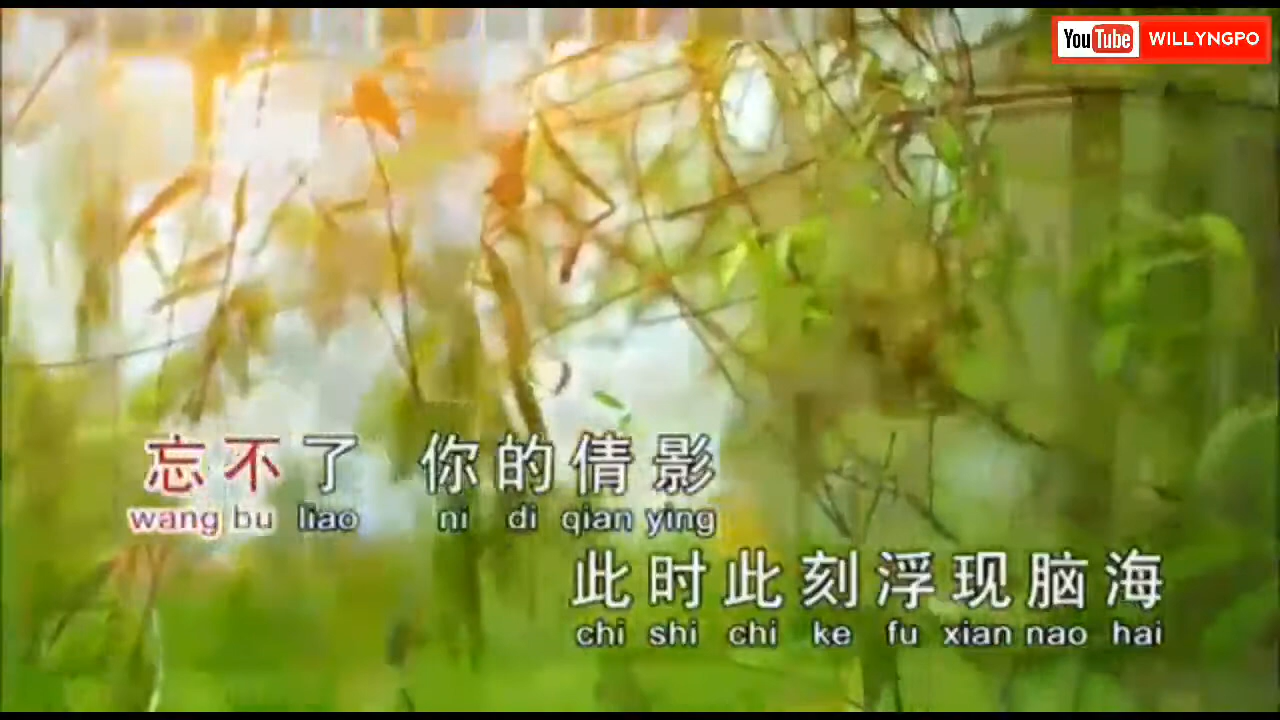 YouTube WILLYNGPO
忘不了 你的倩影
wang bu liao ni di qian ying
此时此刻浮现脑海
chi shi chi ke fu xian nao hai